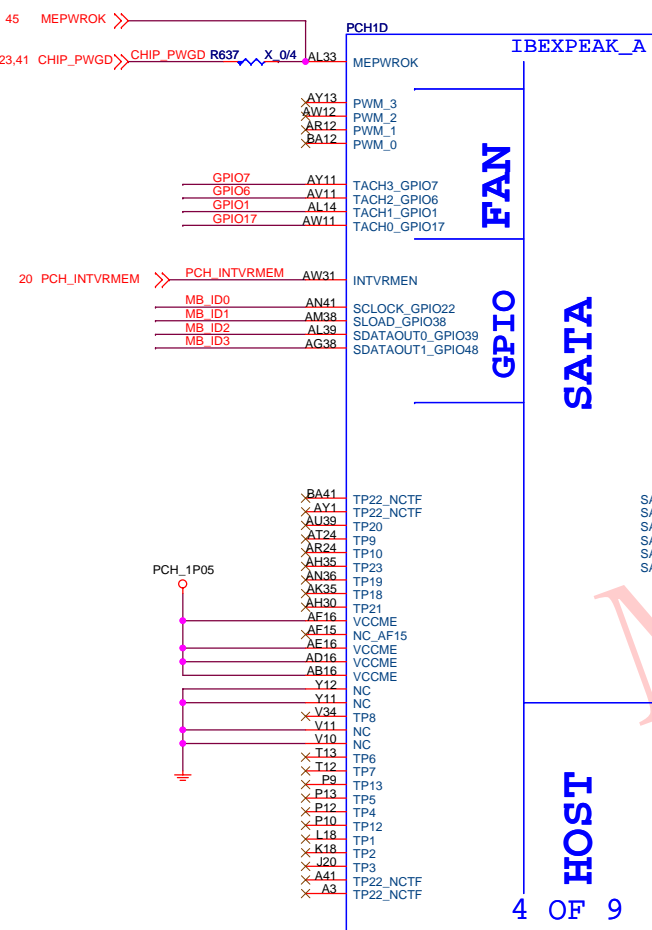 45 MEPWROK
PCH1D
IBEXPEAK_A
23,41 CHIP_PWGD CHIP_PWGD R637 X_0/4 AL33 MEPWROK
AY13 PWM_3
AW12 PWM_2
AR12 PWM_1
BA12 PWM_0
FAN
GPIO7 AY11 TACH3_GPIO7
GPIO6 AV11 TACH2_GPIO6
GPIO1 AL14 TACH1_GPIO1
GPIO17 AW11 TACH0_GPIO17
20 PCH_INTVRMEM PCH_INTVRMEM AW31 INTVRMEN
MB_ID0 AN41 SCLOCK_GPIO22
MB_ID1 AM38 SLOAD_GPIO38
MB_ID2 AL39 SDATAOUT0_GPIO39
MB_ID3 AG38 SDATAOUT1_GPIO48
GPIO
SATA
BA41 TP22_NCTF
AY1 TP22_NCTF
AU39 TP20
AT24 TP9
AR24 TP10
AH35 TP23
AN36 TP19
AK35 TP18
AH30 TP21
PCH_1P05
AF16 VCCME
AF15 NC_AF15
AE16 VCCME
AD16 VCCME
AB16 VCCME
Y12 NC
Y11 NC
V34 TP8
V11 NC
V10 NC
T13 TP6
T12 TP7
P9 TP13
P13 TP5
P12 TP4
P10 TP12
L18 TP1
K18 TP2
J20 TP3
A41 TP22_NCTF
A3 TP22_NCTF
HOST
4 OF 9